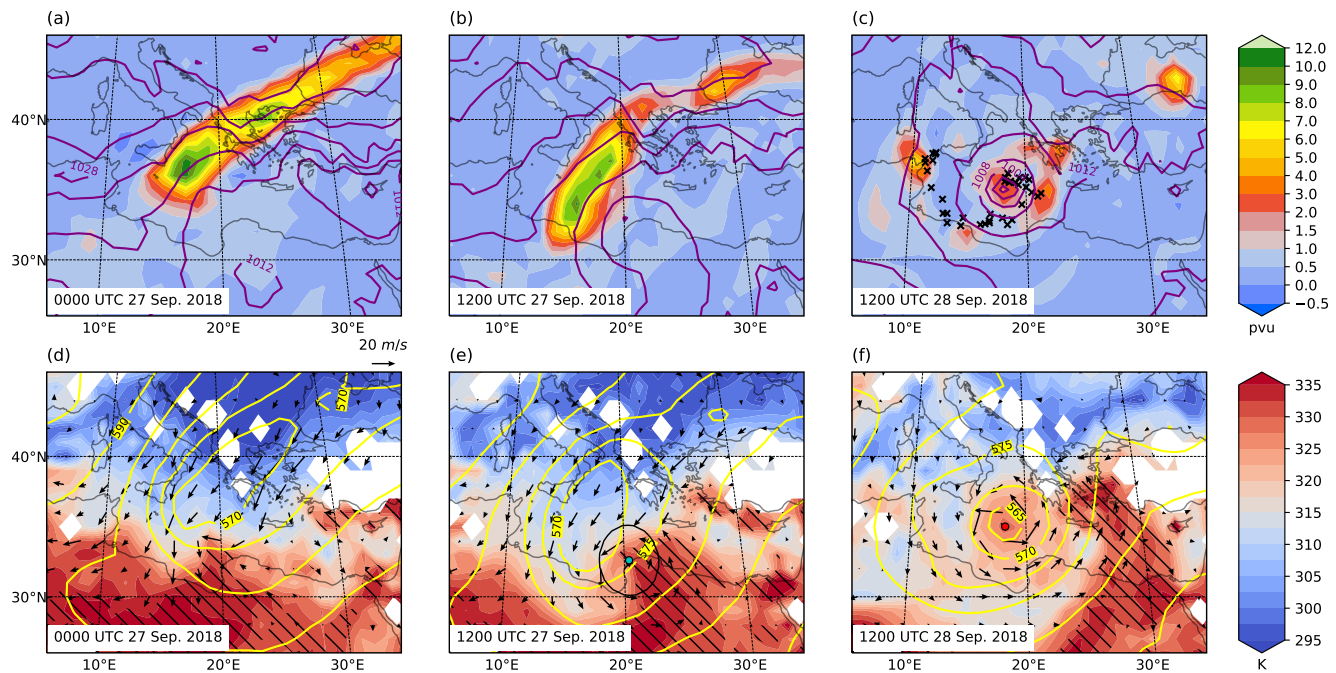 (a)
(b)
(c)
40°N
30°N
1028
1012
1012
1008
1012
0000 UTC 27 Sep. 2018
1200 UTC 27 Sep. 2018
1200 UTC 28 Sep. 2018
10°E
20°E
30°E
10°E
20°E
30°E
10°E
20°E
30°E
12.0
10.0
9.0
8.0
7.0
6.0
5.0
4.0
3.0
2.0
1.5
1.0
0.5
0.0
−0.5
pvu
20 m/s
(d)
(e)
(f)
40°N
30°N
590
570
570
570
575
575
565
570
0000 UTC 27 Sep. 2018
1200 UTC 27 Sep. 2018
1200 UTC 28 Sep. 2018
10°E
20°E
30°E
10°E
20°E
30°E
10°E
20°E
30°E
335
330
325
320
315
310
305
300
295
K